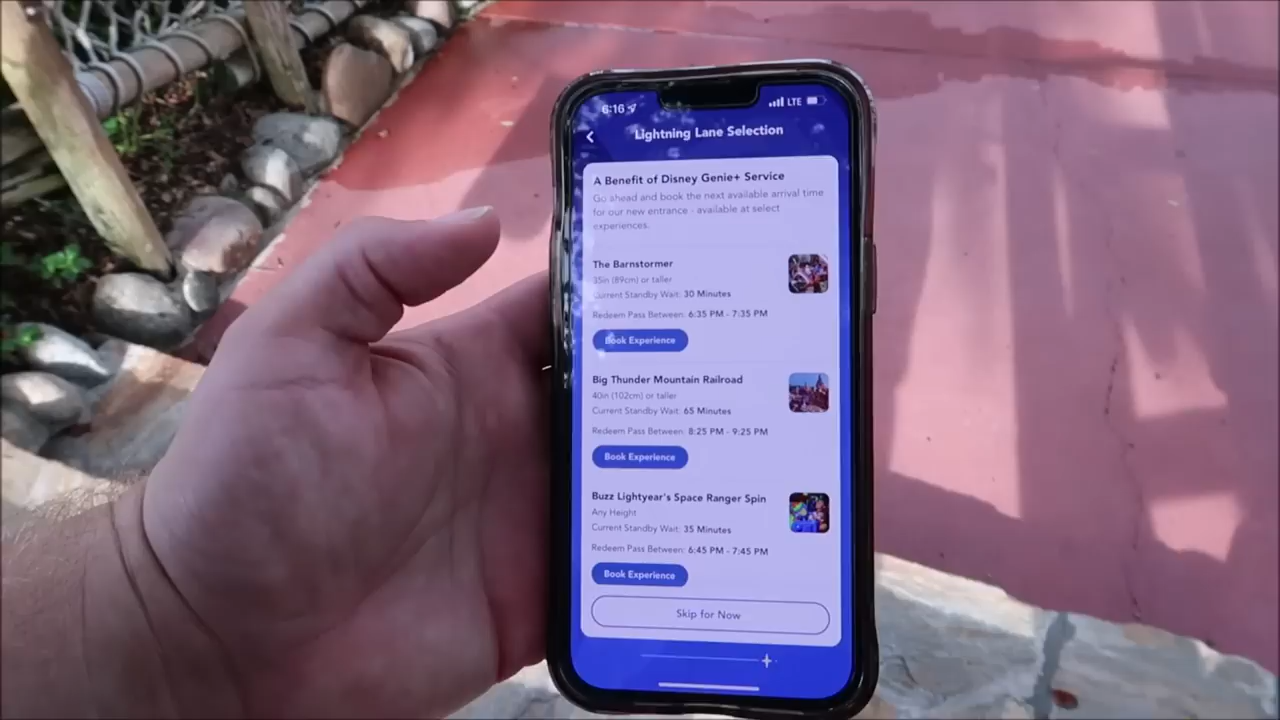 6:16 LTE
Lightning Lane Selection
A Benefit of Disney Genie+ Service
Go ahead and book the next available arrival time
for our new entrance - available at select
experiences.
The Barnstormer
35in (89cm) or taller
Current Standby Wait: 30 Minutes
Redeem Pass Between: 6:35 PM - 7:35 PM
Book Experience
Big Thunder Mountain Railroad
40in (102cm) or taller
Current Standby Wait: 65 Minutes
Redeem Pass Between: 8:25 PM - 9:25 PM
Book Experience
Buzz Lightyear's Space Ranger Spin
Any Height
Current Standby Wait: 35 Minutes
Redeem Pass Between: 6:45 PM - 7:45 PM
Book Experience
Skip for Now